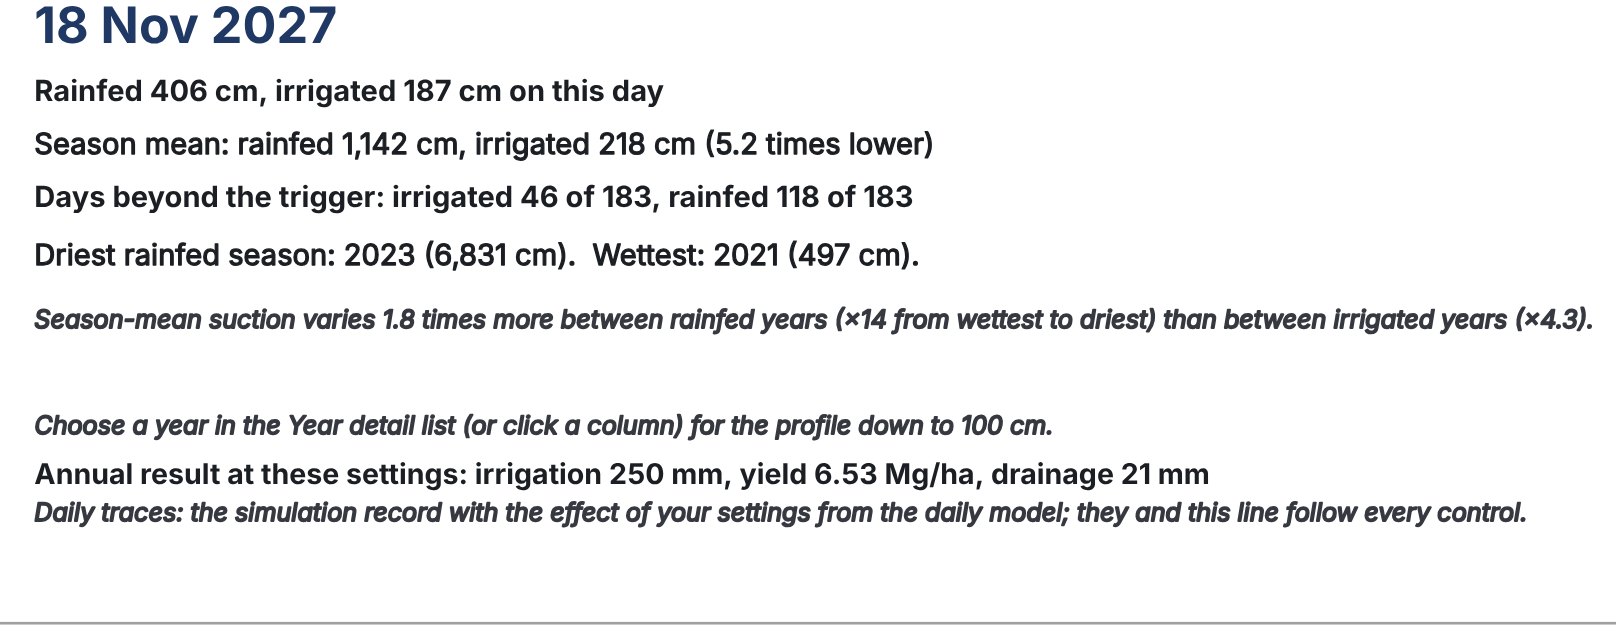 18 Nov 2027
Rainfed 406 cm, irrigated 187 cm on this day
Season mean: rainfed 1,142 cm, irrigated 218 cm (5.2 times lower)
Days beyond the trigger: irrigated 46 of 183, rainfed 118 of 183
Driest rainfed season: 2023 (6,831 cm).  Wettest: 2021 (497 cm).
Season-mean suction varies 1.8 times more between rainfed years (×14 from wettest to driest) than between irrigated years (×4.3).
Choose a year in the Year detail list (or click a column) for the profile down to 100 cm.
Annual result at these settings: irrigation 250 mm, yield 6.53 Mg/ha, drainage 21 mm
Daily traces: the simulation record with the effect of your settings from the daily model; they and this line follow every control.